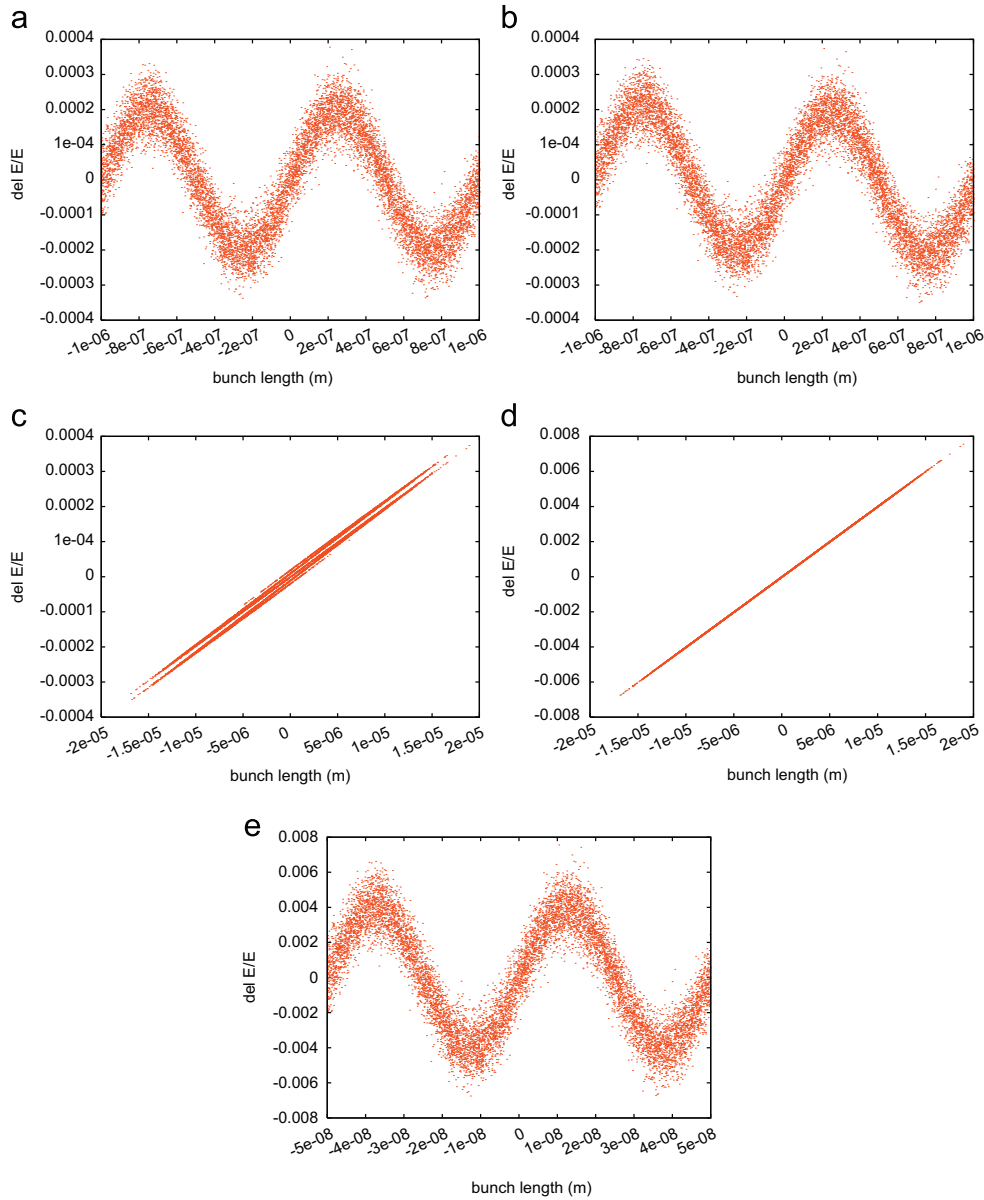 a
0.0004
0.0003
0.0002
1e-04
0
-0.0001
-0.0002
-0.0003
-0.0004
del E/E
-1e-06
-8e-07
-6e-07
-4e-07
-2e-07
0
2e-07
4e-07
6e-07
8e-07
1e-06
bunch length (m)
b
0.0004
0.0003
0.0002
1e-04
0
-0.0001
-0.0002
-0.0003
-0.0004
del E/E
-1e-06
-8e-07
-6e-07
-4e-07
-2e-07
0
2e-07
4e-07
6e-07
8e-07
1e-06
bunch length (m)
c
0.0004
0.0003
0.0002
1e-04
0
-0.0001
-0.0002
-0.0003
-0.0004
del E/E
-2e-05
-1.5e-05
-1e-05
-5e-06
0
5e-06
1e-05
1.5e-05
2e-05
bunch length (m)
d
0.008
0.006
0.004
0.002
0
-0.002
-0.004
-0.006
-0.008
del E/E
-2e-05
-1.5e-05
-1e-05
-5e-06
0
5e-06
1e-05
1.5e-05
2e-05
bunch length (m)
e
0.008
0.006
0.004
0.002
0
-0.002
-0.004
-0.006
-0.008
del E/E
-5e-08
-4e-08
-3e-08
-2e-08
-1e-08
0
1e-08
2e-08
3e-08
4e-08
5e-08
bunch length (m)